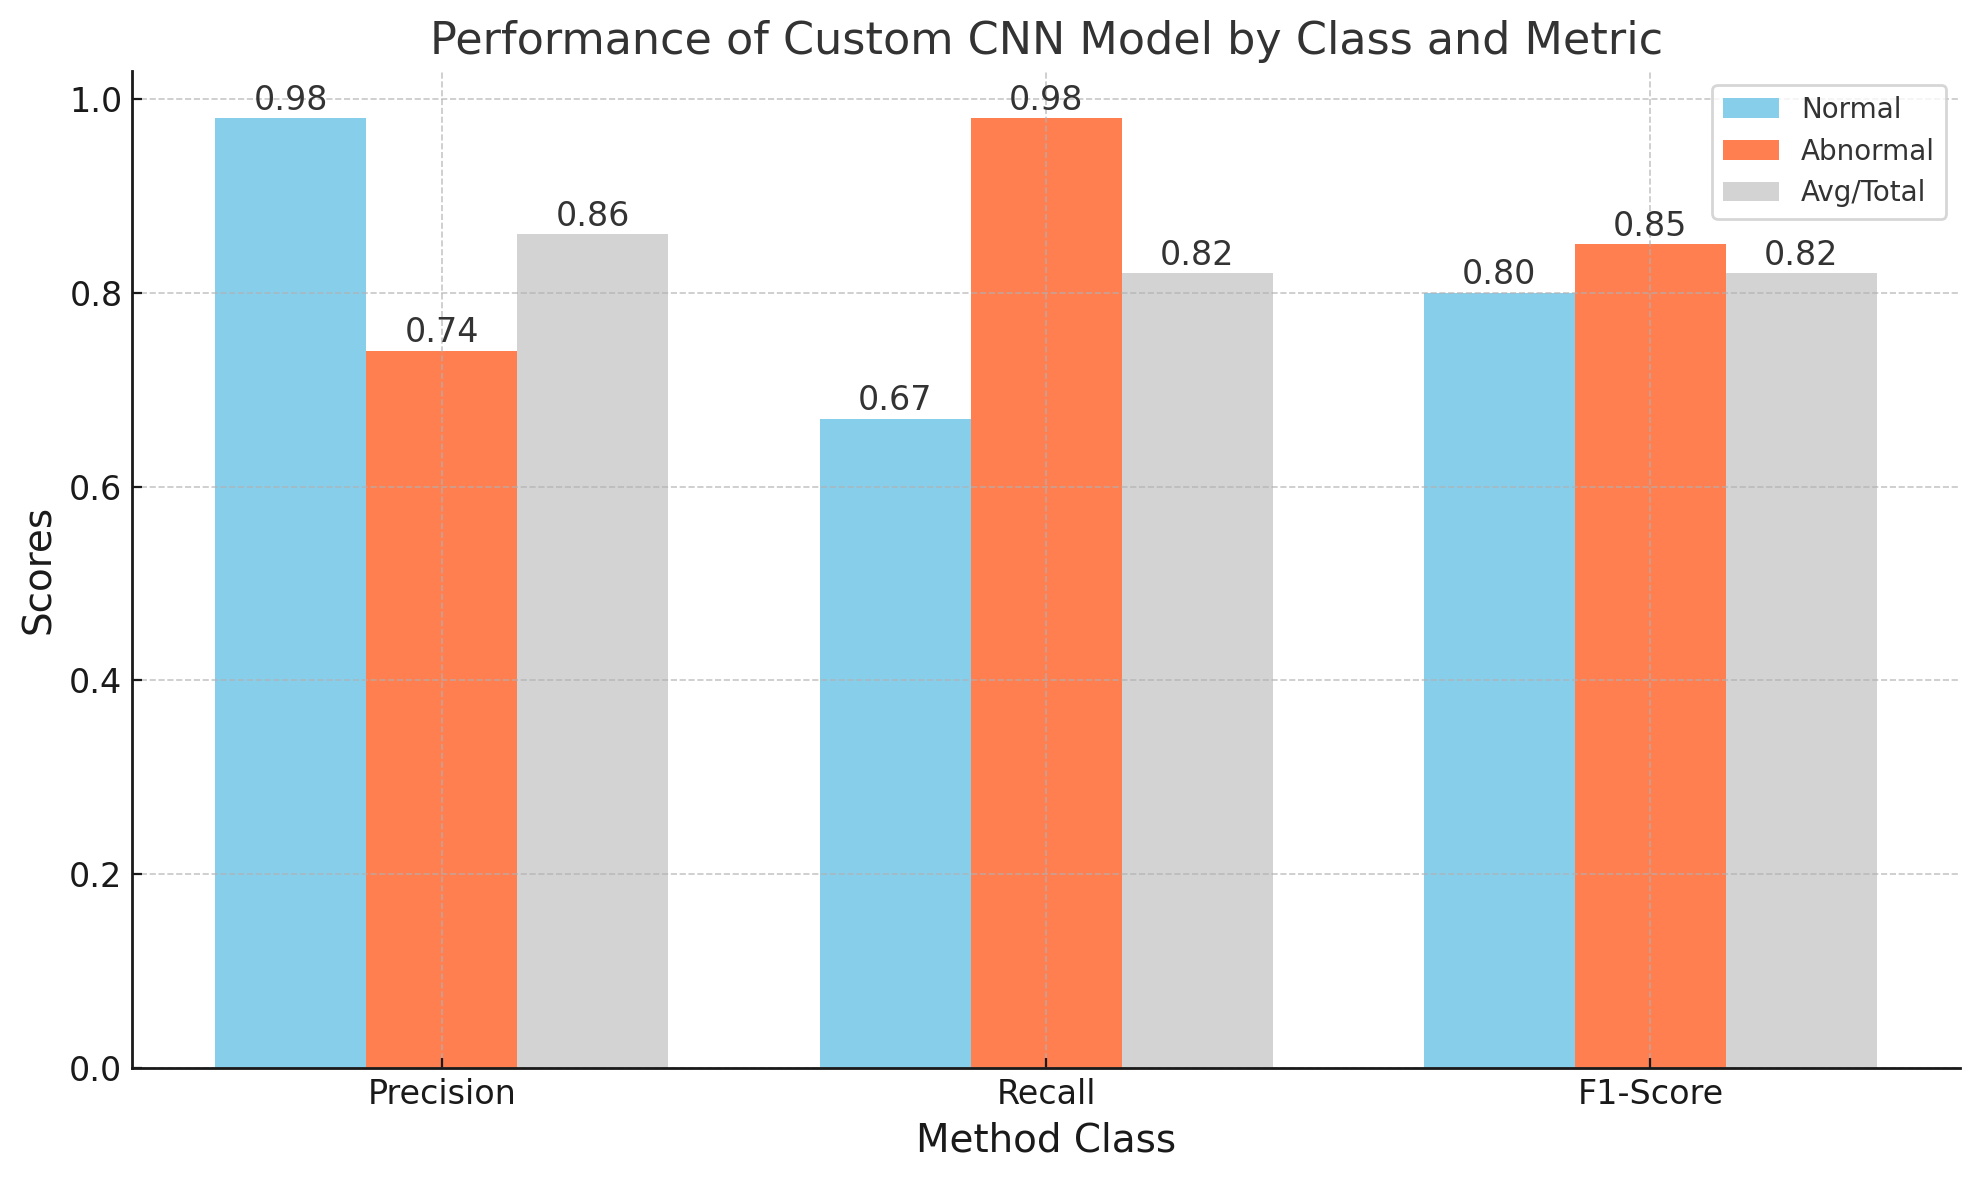 Performance of Custom CNN Model by Class and Metric
Normal
Abnormal
Avg/Total
Scores
1.0
0.8
0.6
0.4
0.2
0.0
0.98
0.74
0.86
0.67
0.98
0.82
0.80
0.85
0.82
Precision
Recall
F1-Score
Method Class